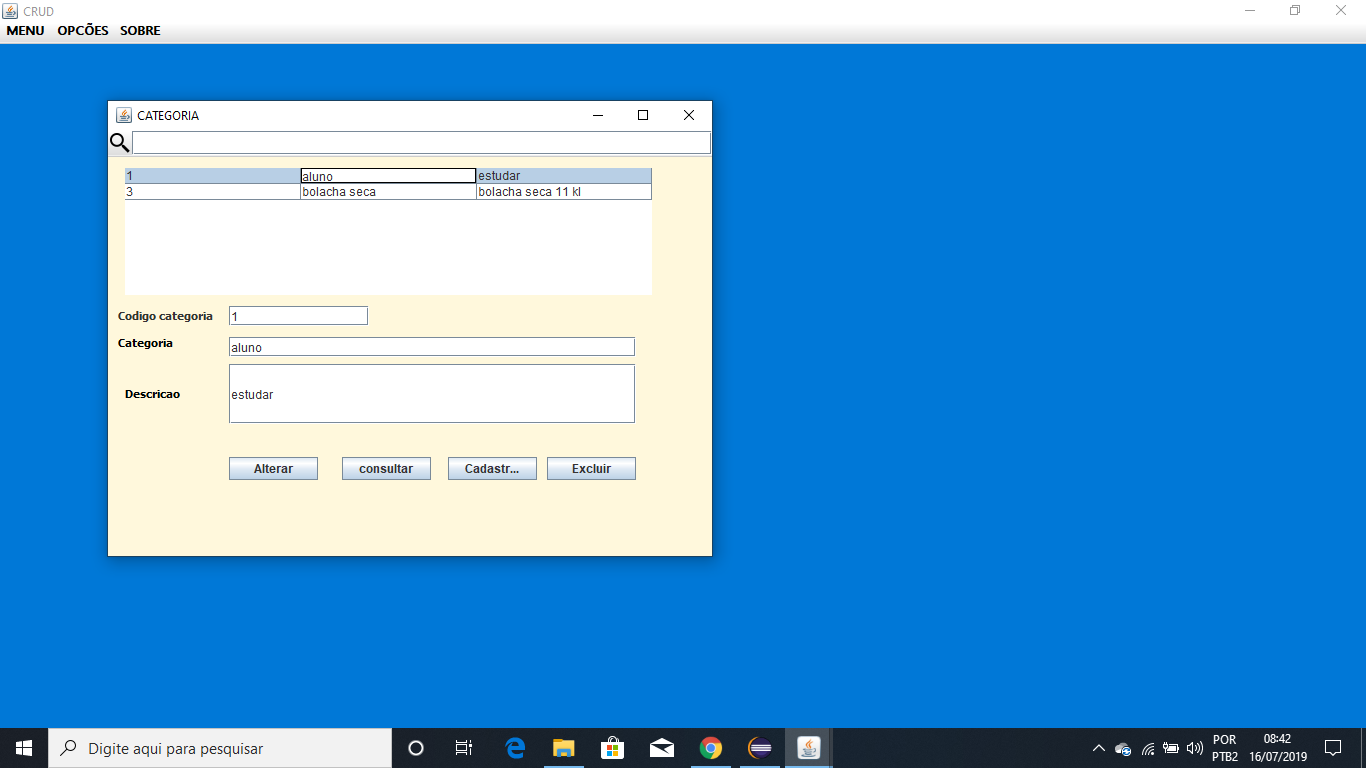 CRUD
MENU OPCÕES SOBRE
CATEGORIA
1 aluno estudar
3 bolacha seca bolacha seca 11 kl
Codigo categoria 1
Categoria aluno
Descricao estudar
Alterar consultar Cadastr... Excluir
Digite aqui para pesquisar
POR 08:42
PTB2 16/07/2019